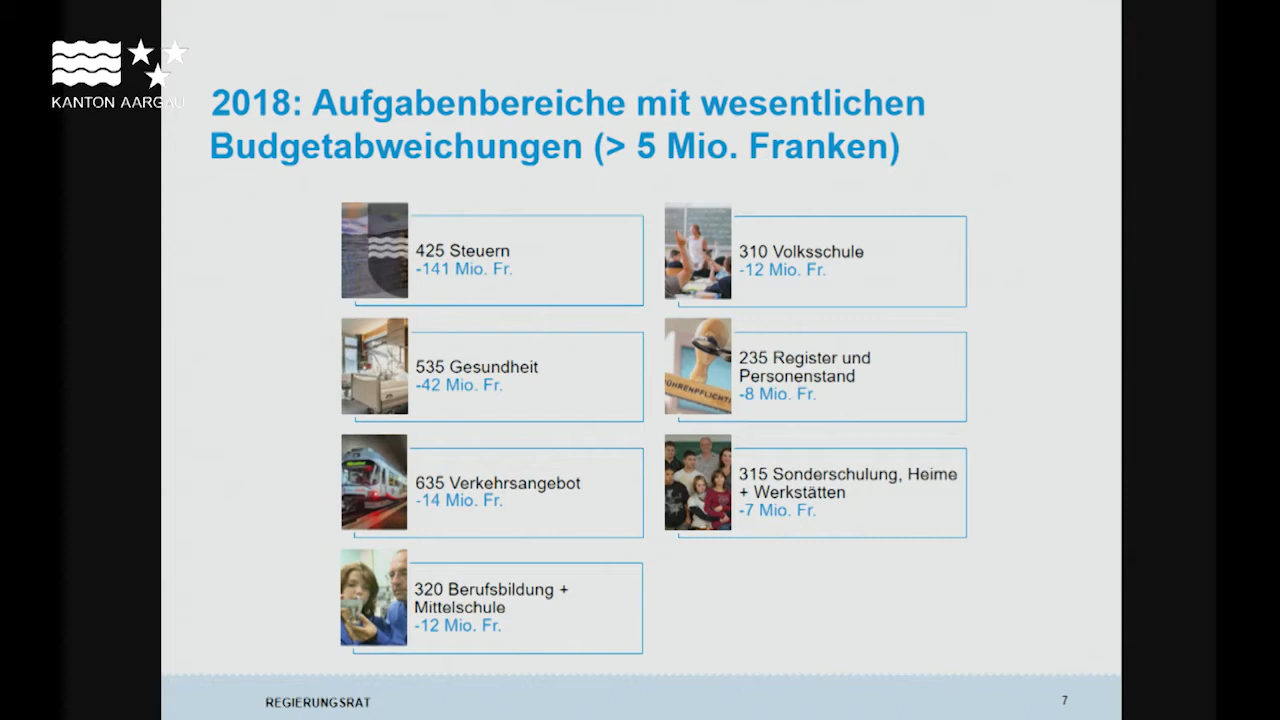 KANTON AARGAU
2018: Aufgabenbereiche mit wesentlichen
Budgetabweichungen (> 5 Mio. Franken)
425 Steuern
-141 Mio. Fr.
535 Gesundheit
-42 Mio. Fr.
635 Verkehrsangebot
-14 Mio. Fr.
320 Berufsbildung +
Mittelschule
-12 Mio. Fr.
310 Volksschule
-12 Mio. Fr.
235 Register und
Personenstand
-8 Mio. Fr.
315 Sonderschulung, Heime
+ Werkstätten
-7 Mio. Fr.
REGIERUNGSRAT
7